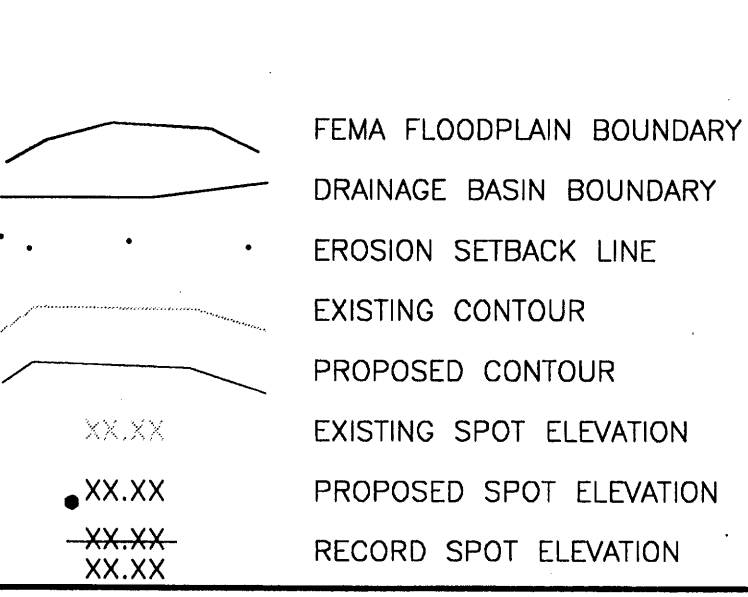 FEMA FLOODPLAIN BOUNDARY
DRAINAGE BASIN BOUNDARY
EROSION SETBACK LINE
EXISTING CONTOUR
PROPOSED CONTOUR
XX.XX EXISTING SPOT ELEVATION
XX.XX PROPOSED SPOT ELEVATION
XX.XX
XX.XX RECORD SPOT ELEVATION